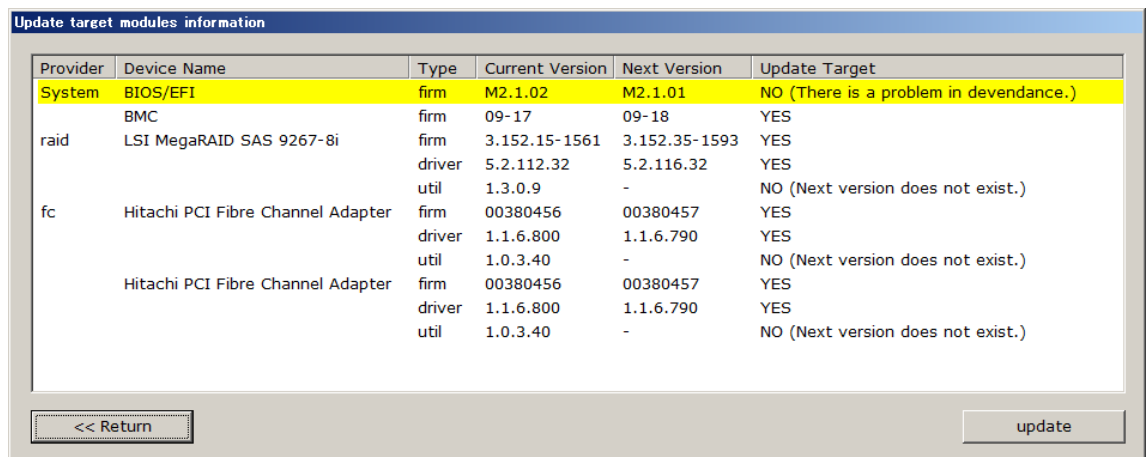 Update target modules information
Provider Device Name Type Current Version Next Version Update Target
System BIOS/EFI firm M2.1.02 M2.1.01 NO (There is a problem in devendance.)
BMC firm 09-17 09-18 YES
raid LSI MegaRAID SAS 9267-8i firm 3.152.15-1561 3.152.35-1593 YES
driver 5.2.112.32 5.2.116.32 YES
util 1.3.0.9 - NO (Next version does not exist.)
fc Hitachi PCI Fibre Channel Adapter firm 00380456 00380457 YES
driver 1.1.6.800 1.1.6.790 YES
util 1.0.3.40 - NO (Next version does not exist.)
Hitachi PCI Fibre Channel Adapter firm 00380456 00380457 YES
driver 1.1.6.800 1.1.6.790 YES
util 1.0.3.40 - NO (Next version does not exist.)
<< Return update